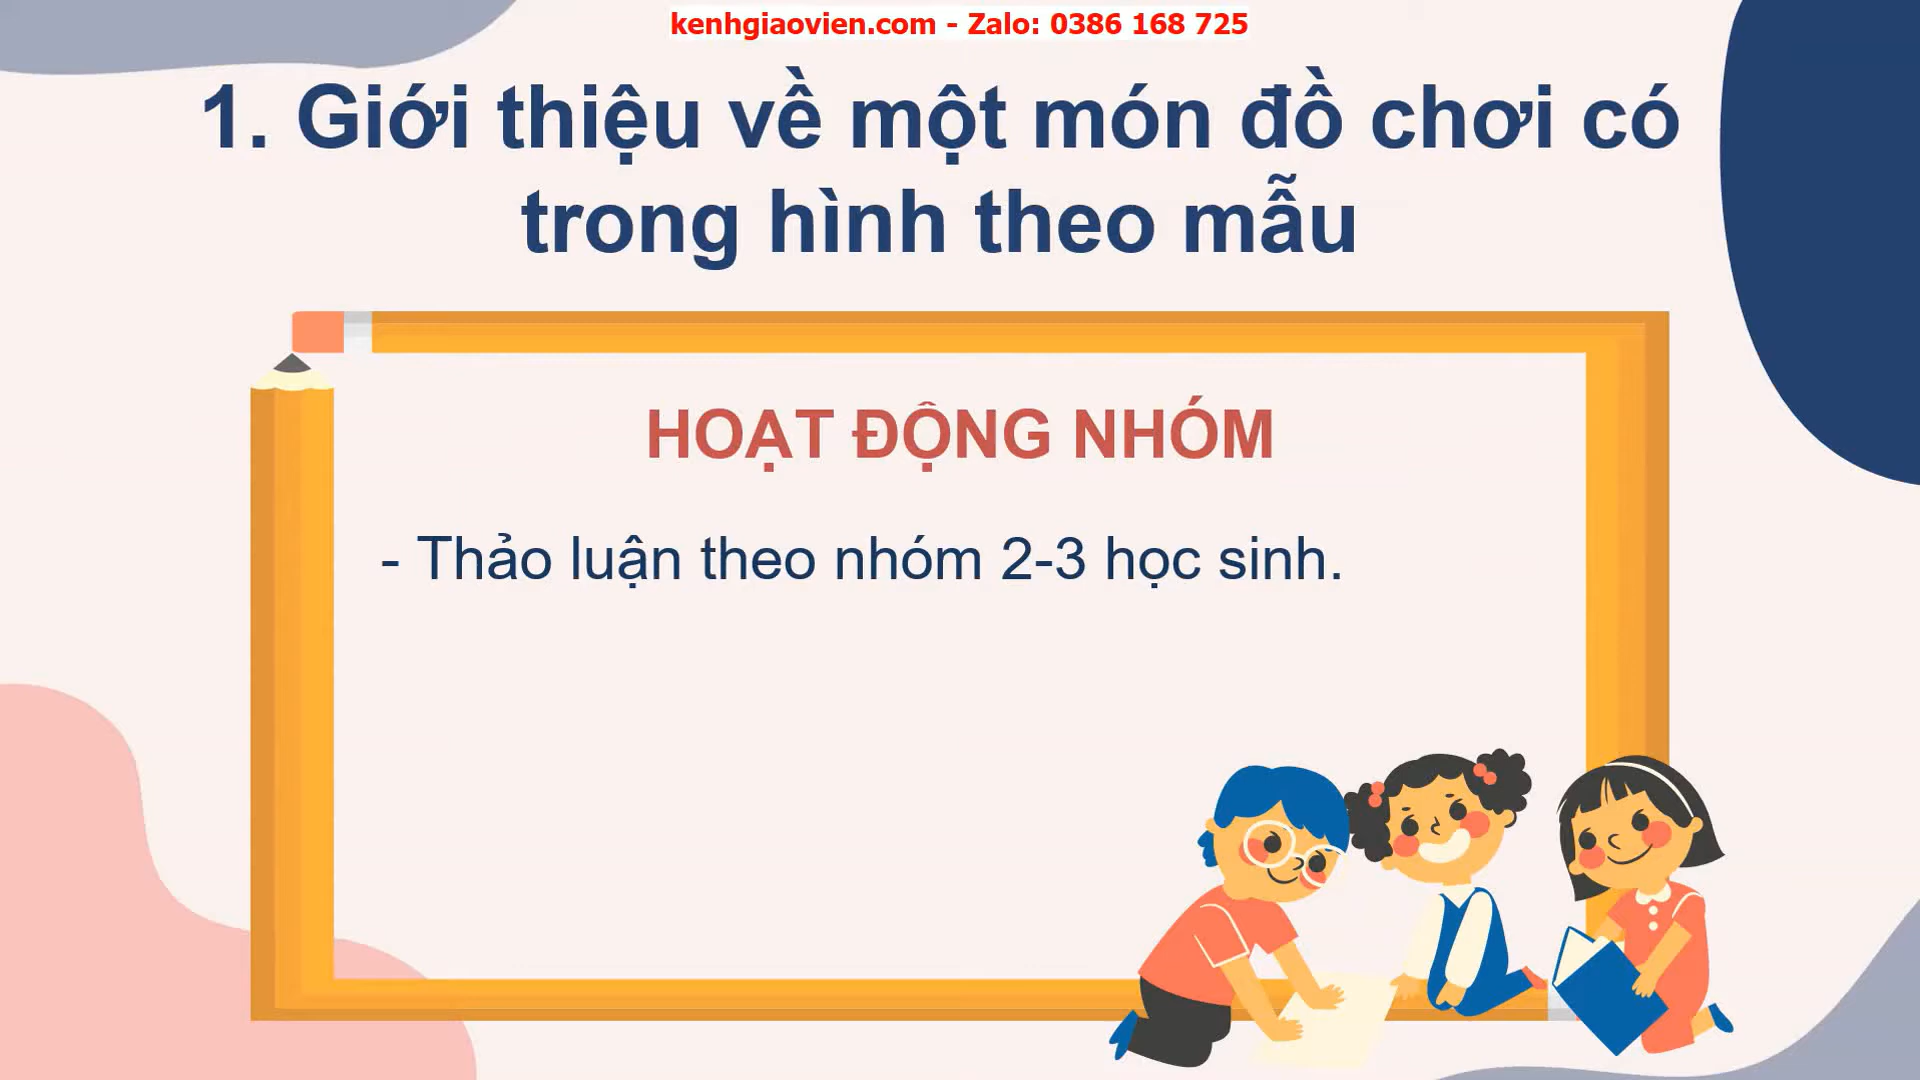 kenhgiaovien.com - Zalo: 0386 168 725
1. Giới thiệu về một món đồ chơi có
trong hình theo mẫu
HOẠT ĐỘNG NHÓM
- Thảo luận theo nhóm 2-3 học sinh.